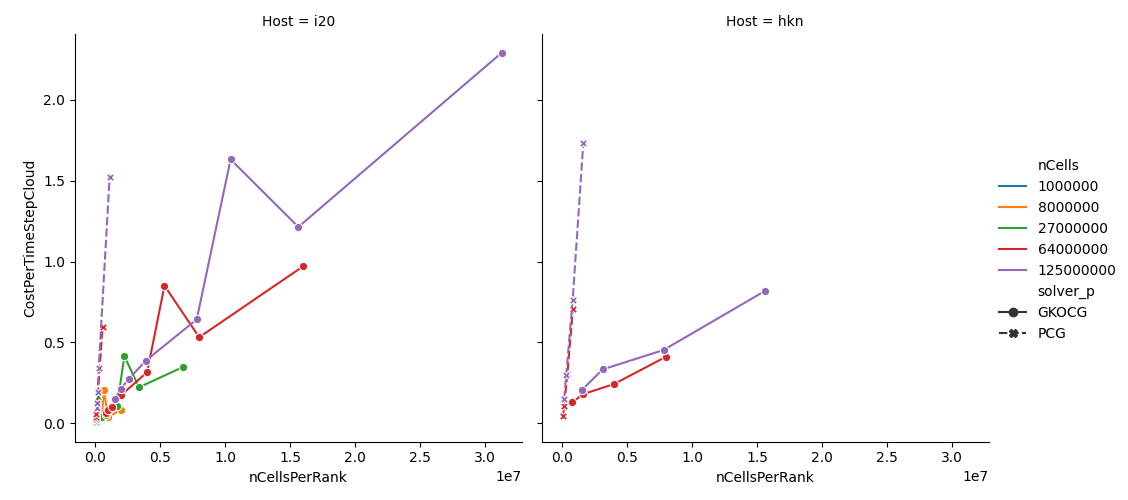 Host = i20
Host = hkn
CostPerTimeStepCloud
2.0
1.5
1.0
0.5
0.0
0.0 0.5 1.0 1.5 2.0 2.5 3.0
1e7
nCellsPerRank
0.0 0.5 1.0 1.5 2.0 2.5 3.0
1e7
nCellsPerRank
nCells
1000000
8000000
27000000
64000000
125000000
solver_p
GKOCG
PCG